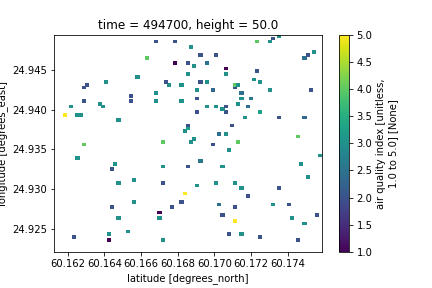 time = 494700, height = 50.0
24.945
24.940
24.935
24.930
24.925
longitude [degrees_east]
60.162 60.164 60.166 60.168 60.170 60.172 60.174
latitude [degrees_north]
5.0
4.5
4.0
3.5
3.0
2.5
2.0
1.5
1.0
air quality index [unitless,
1.0 to 5.0] [None]